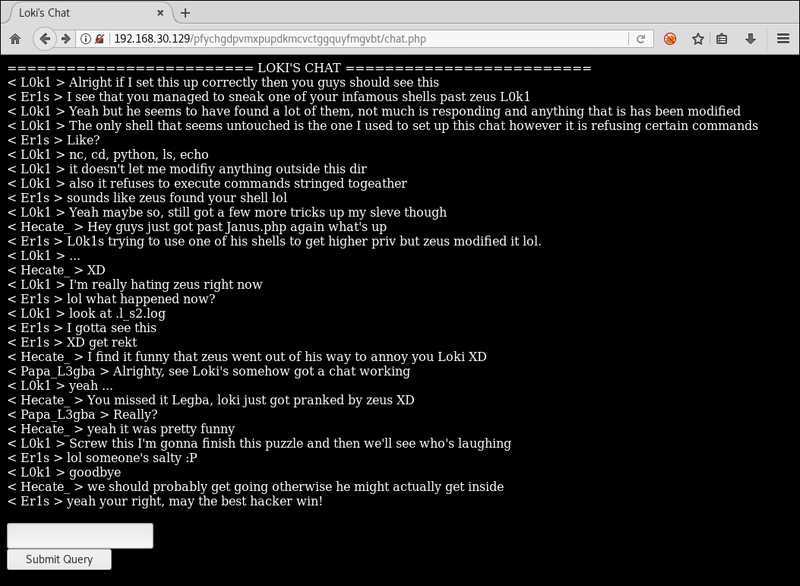 Loki's Chat
192.168.30.129/pfychgdpvmxpupdkmcvctggquyfmgvbt/chat.php
========================= LOKI'S CHAT =========================
< L0k1 > Alright if I set this up correctly then you guys should see this
< Er1s > I see that you managed to sneak one of your infamous shells past zeus L0k1
< L0k1 > Yeah but he seems to have found a lot of them, not much is responding and anything that is has been modified
< L0k1 > The only shell that seems untouched is the one I used to set up this chat however it is refusing certain commands
< Er1s > Like?
< L0k1 > nc, cd, python, ls, echo
< L0k1 > it doesn't let me modifiy anything outside this dir
< L0k1 > also it refuses to execute commands stringed togeather
< Er1s > sounds like zeus found your shell lol
< L0k1 > Yeah maybe so, still got a few more tricks up my sleve though
< Hecate_ > Hey guys just got past Janus.php again what's up
< Er1s > L0k1s trying to use one of his shells to get higher priv but zeus modified it lol.
< L0k1 > ...
< Hecate_ > XD
< L0k1 > I'm really hating zeus right now
< Er1s > lol what happened now?
< L0k1 > look at .l_s2.log
< Er1s > I gotta see this
< Er1s > XD get rekt
< Hecate_ > I find it funny that zeus went out of his way to annoy you Loki XD
< Papa_L3gba > Alrighty, see Loki's somehow got a chat working
< L0k1 > yeah ...
< Hecate_ > You missed it Legba, loki just got pranked by zeus XD
< Papa_L3gba > Really?
< Hecate_ > yeah it was pretty funny
< L0k1 > Screw this I'm gonna finish this puzzle and then we'll see who's laughing
< Er1s > lol someone's salty :P
< L0k1 > goodbye
< Hecate_ > we should probably get going otherwise he might actually get inside
< Er1s > yeah your right, may the best hacker win!
Submit Query